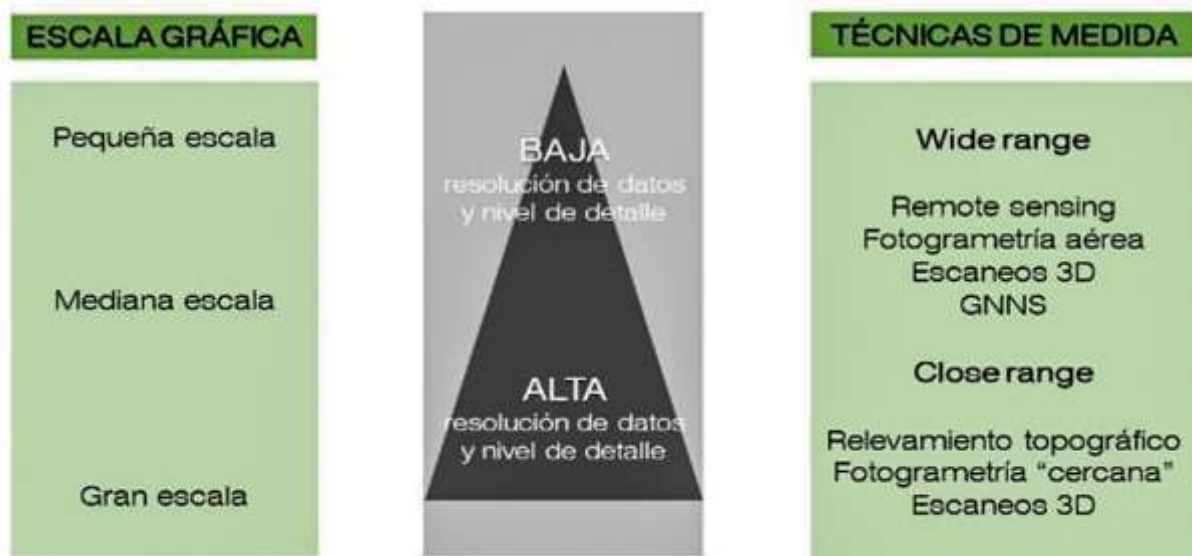 ESCALA GRÁFICA
Pequeña escala
Mediana escala
Gran escala
BAJA
resolución de datos
y nivel de detalle
ALTA
resolución de datos
y nivel de detalle
TÉCNICAS DE MEDIDA
Wide range
Remote sensing
Fotogrametría aérea
Escaneos 3D
GNNS
Close range
Relevamiento topográfico
Fotogrametría “cercana”
Escaneos 3D